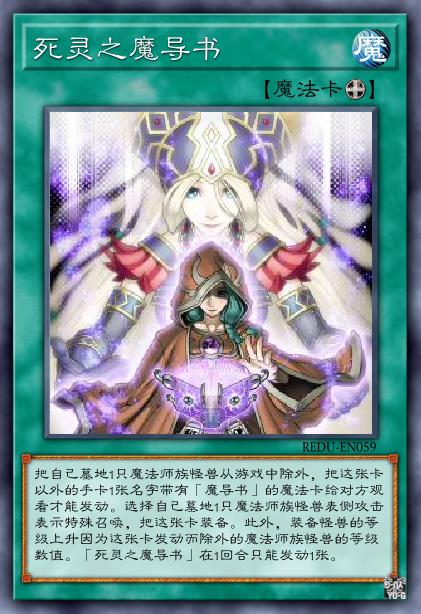 死灵之魔导书
魔
【魔法卡】
REDU-EN059
把自己墓地1只魔法师族怪兽从游戏中除外，把这张卡
以外的手卡1张名字带有「魔导书」的魔法卡给对方观
看才能发动。选择自己墓地1只魔法师族怪兽表侧攻击
表示特殊召唤，把这张卡装备。此外，装备怪兽的等
级上升因为这张卡发动而除外的魔法师族怪兽的等级
数值。「死灵之魔导书」在1回合只能发动1张。